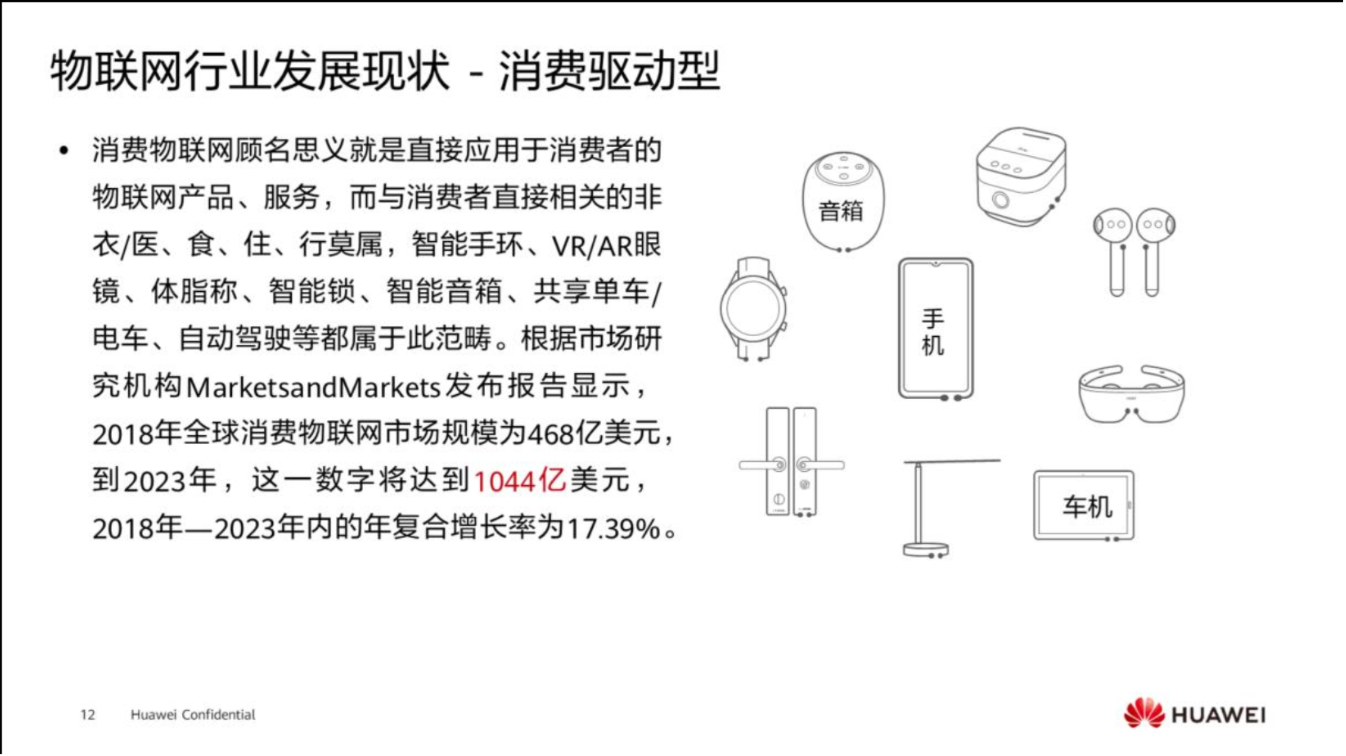 物联网行业发展现状 - 消费驱动型
• 消费物联网顾名思义就是直接应用于消费者的
物联网产品、服务，而与消费者直接相关的非
衣/医、食、住、行莫属，智能手环、VR/AR眼
镜、体脂称、智能锁、智能音箱、共享单车/
电车、自动驾驶等都属于此范畴。根据市场研
究机构MarketsandMarkets发布报告显示，
2018年全球消费物联网市场规模为468亿美元，
到2023年，这一数字将达到1044亿美元，
2018年—2023年内的年复合增长率为17.39%。
音箱
手
机
车机
12 Huawei Confidential
HUAWEI